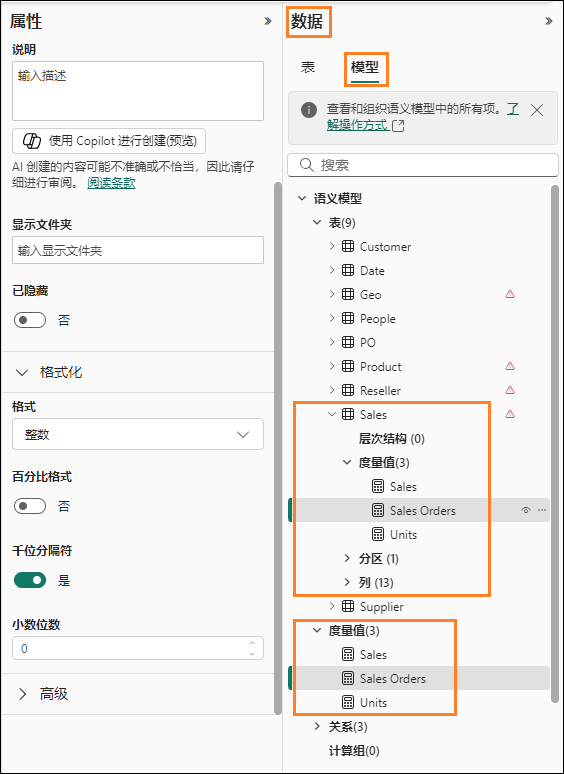 属性
说明
输入描述
使用 Copilot 进行创建(预览)
AI 创建的内容可能不准确或不恰当，因此请仔
细进行审阅。 阅读条款
显示文件夹
输入显示文件夹
已隐藏
否
格式化
格式
整数
百分比格式
否
千位分隔符
是
小数位数
0
高级
数据
表
模型
查看和组织语义模型中的所有项。了
解操作方式
搜索
语义模型
表(9)
Customer
Date
Geo
People
PO
Product
Reseller
Sales
层次结构 (0)
度量值(3)
Sales
Sales Orders
Units
分区 (1)
列 (13)
Supplier
度量值(3)
Sales
Sales Orders
Units
关系(3)
计算组(0)